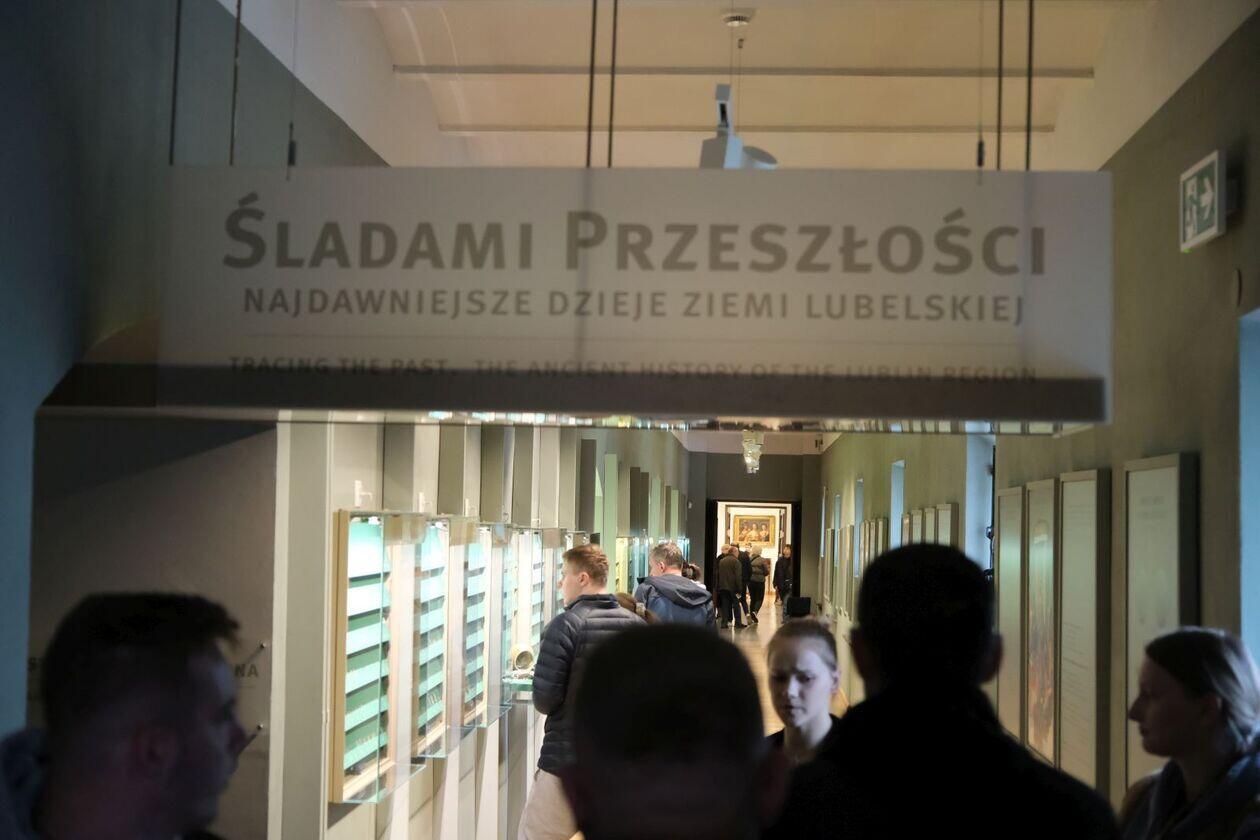 Śladami Przeszłości
NAJDAWNIEJSZE DZIEJE ZIEMI LUBELSKIEJ
TRACING THE PAST - THE ANCIENT HISTORY OF THE LUBLIN REGION